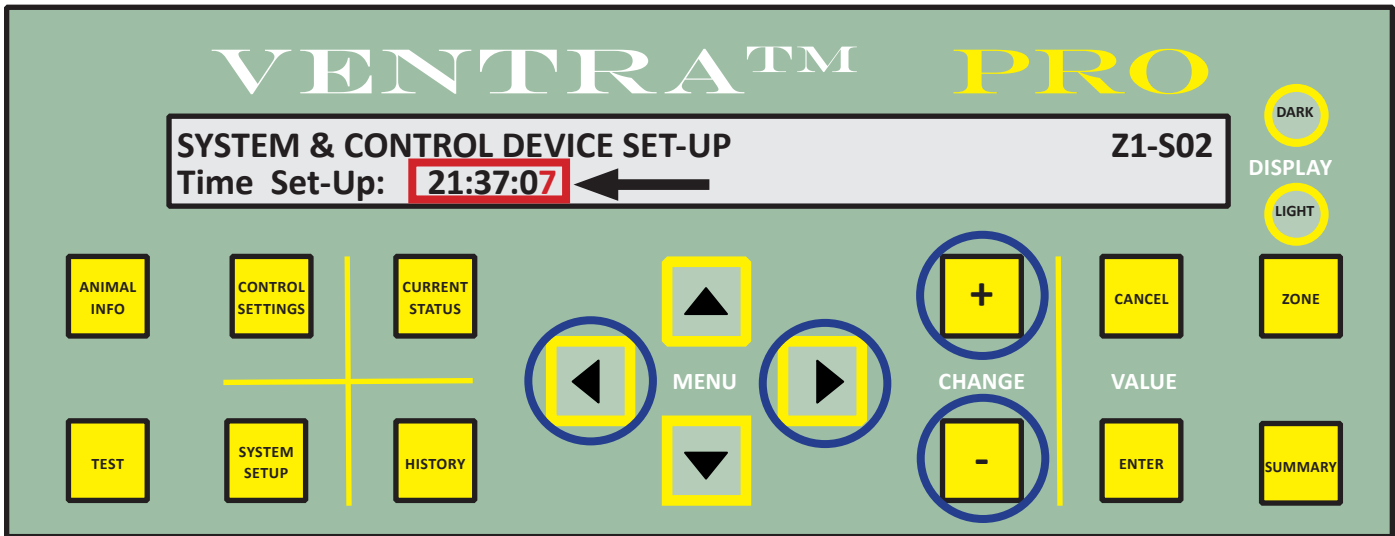 VENTRA™ PRO
SYSTEM & CONTROL DEVICE SET-UP Z1-S02
Time Set-Up: 21:37:07
DARK
DISPLAY
LIGHT
ANIMAL
INFO
CONTROL
SETTINGS
CURRENT
STATUS
+
CANCEL
ZONE
MENU
CHANGE
VALUE
TEST
SYSTEM
SETUP
HISTORY
-
ENTER
SUMMARY